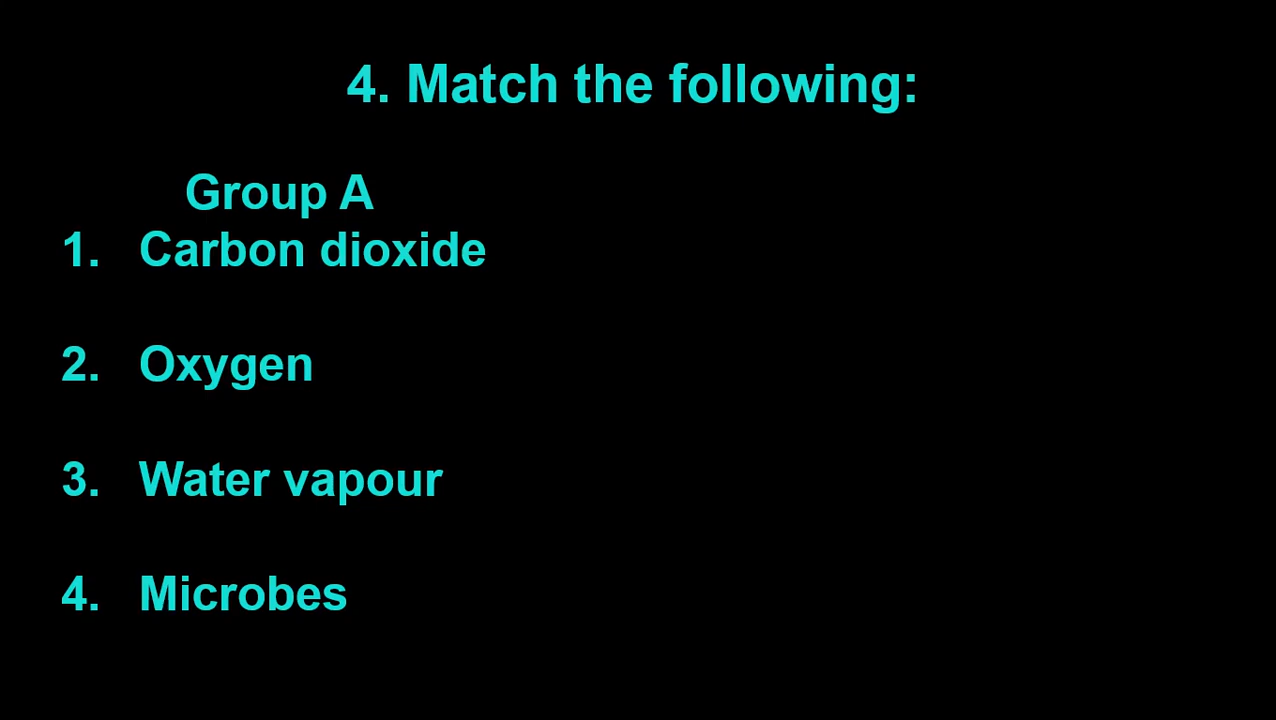 4. Match the following:
Group A
1. Carbon dioxide
2. Oxygen
3. Water vapour
4. Microbes